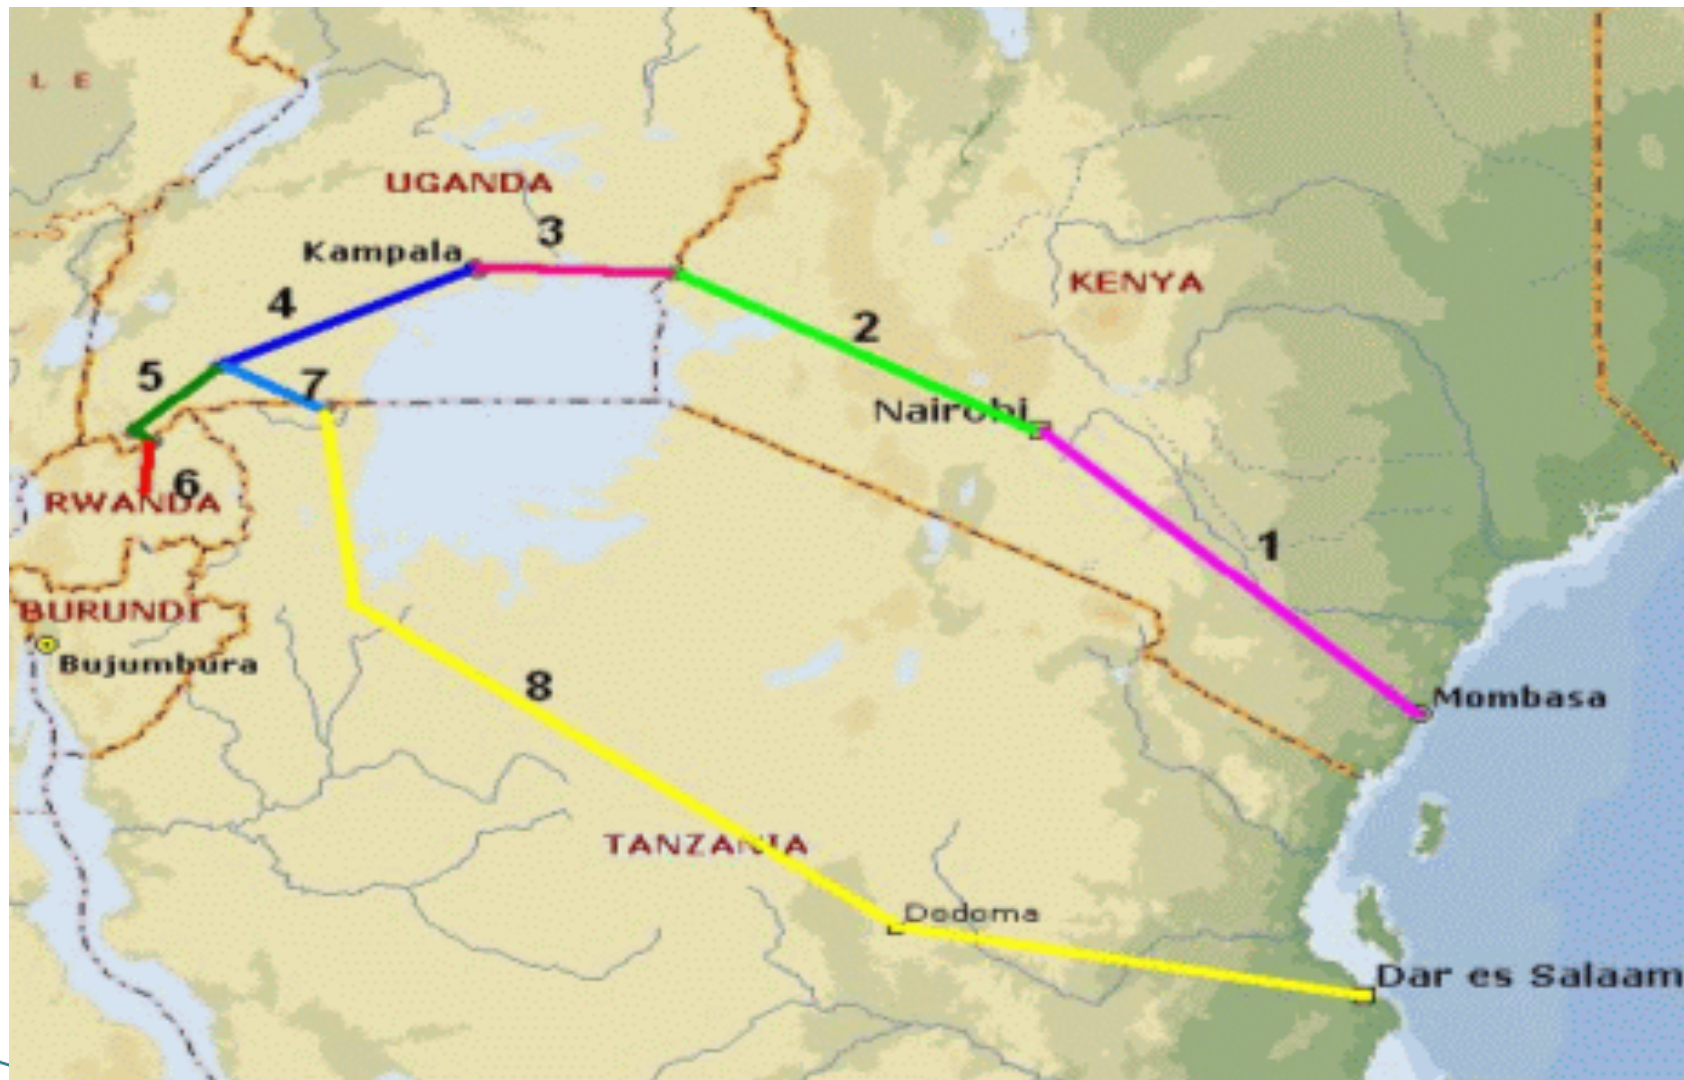 L E
UGANDA
3
Kampala
KENYA
4
2
5
7
Nairobi
6
RWANDA
1
BURUNDI
Bujumbura
8
Mombasa
TANZANIA
Dodoma
Dar es Salaam